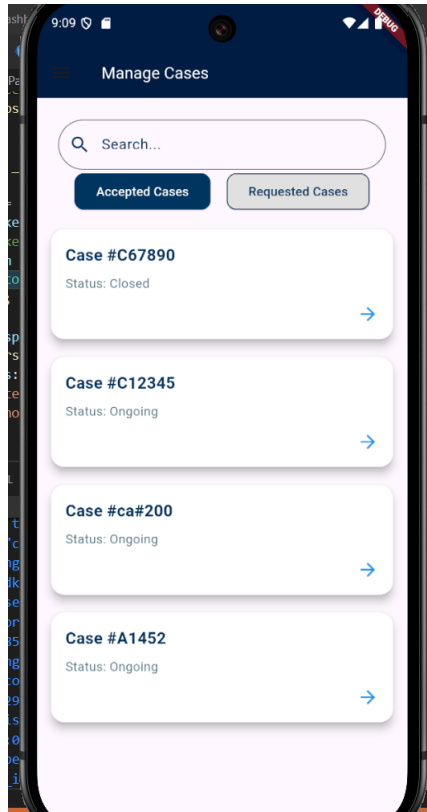 9:09
DEBUG
Manage Cases
Search...
Accepted Cases
Requested Cases
Case #C67890
Status: Closed
Case #C12345
Status: Ongoing
Case #ca#200
Status: Ongoing
Case #A1452
Status: Ongoing